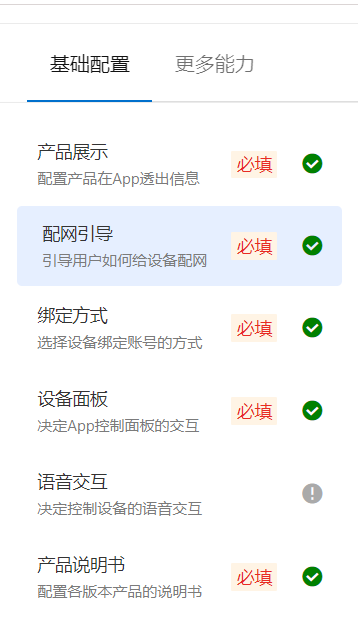 基础配置 更多能力
产品展示
配置产品在App透出信息
必填
配网引导
引导用户如何给设备配网
必填
绑定方式
选择设备绑定账号的方式
必填
设备面板
决定App控制面板的交互
必填
语音交互
决定控制设备的语音交互
产品说明书
配置各版本产品的说明书
必填